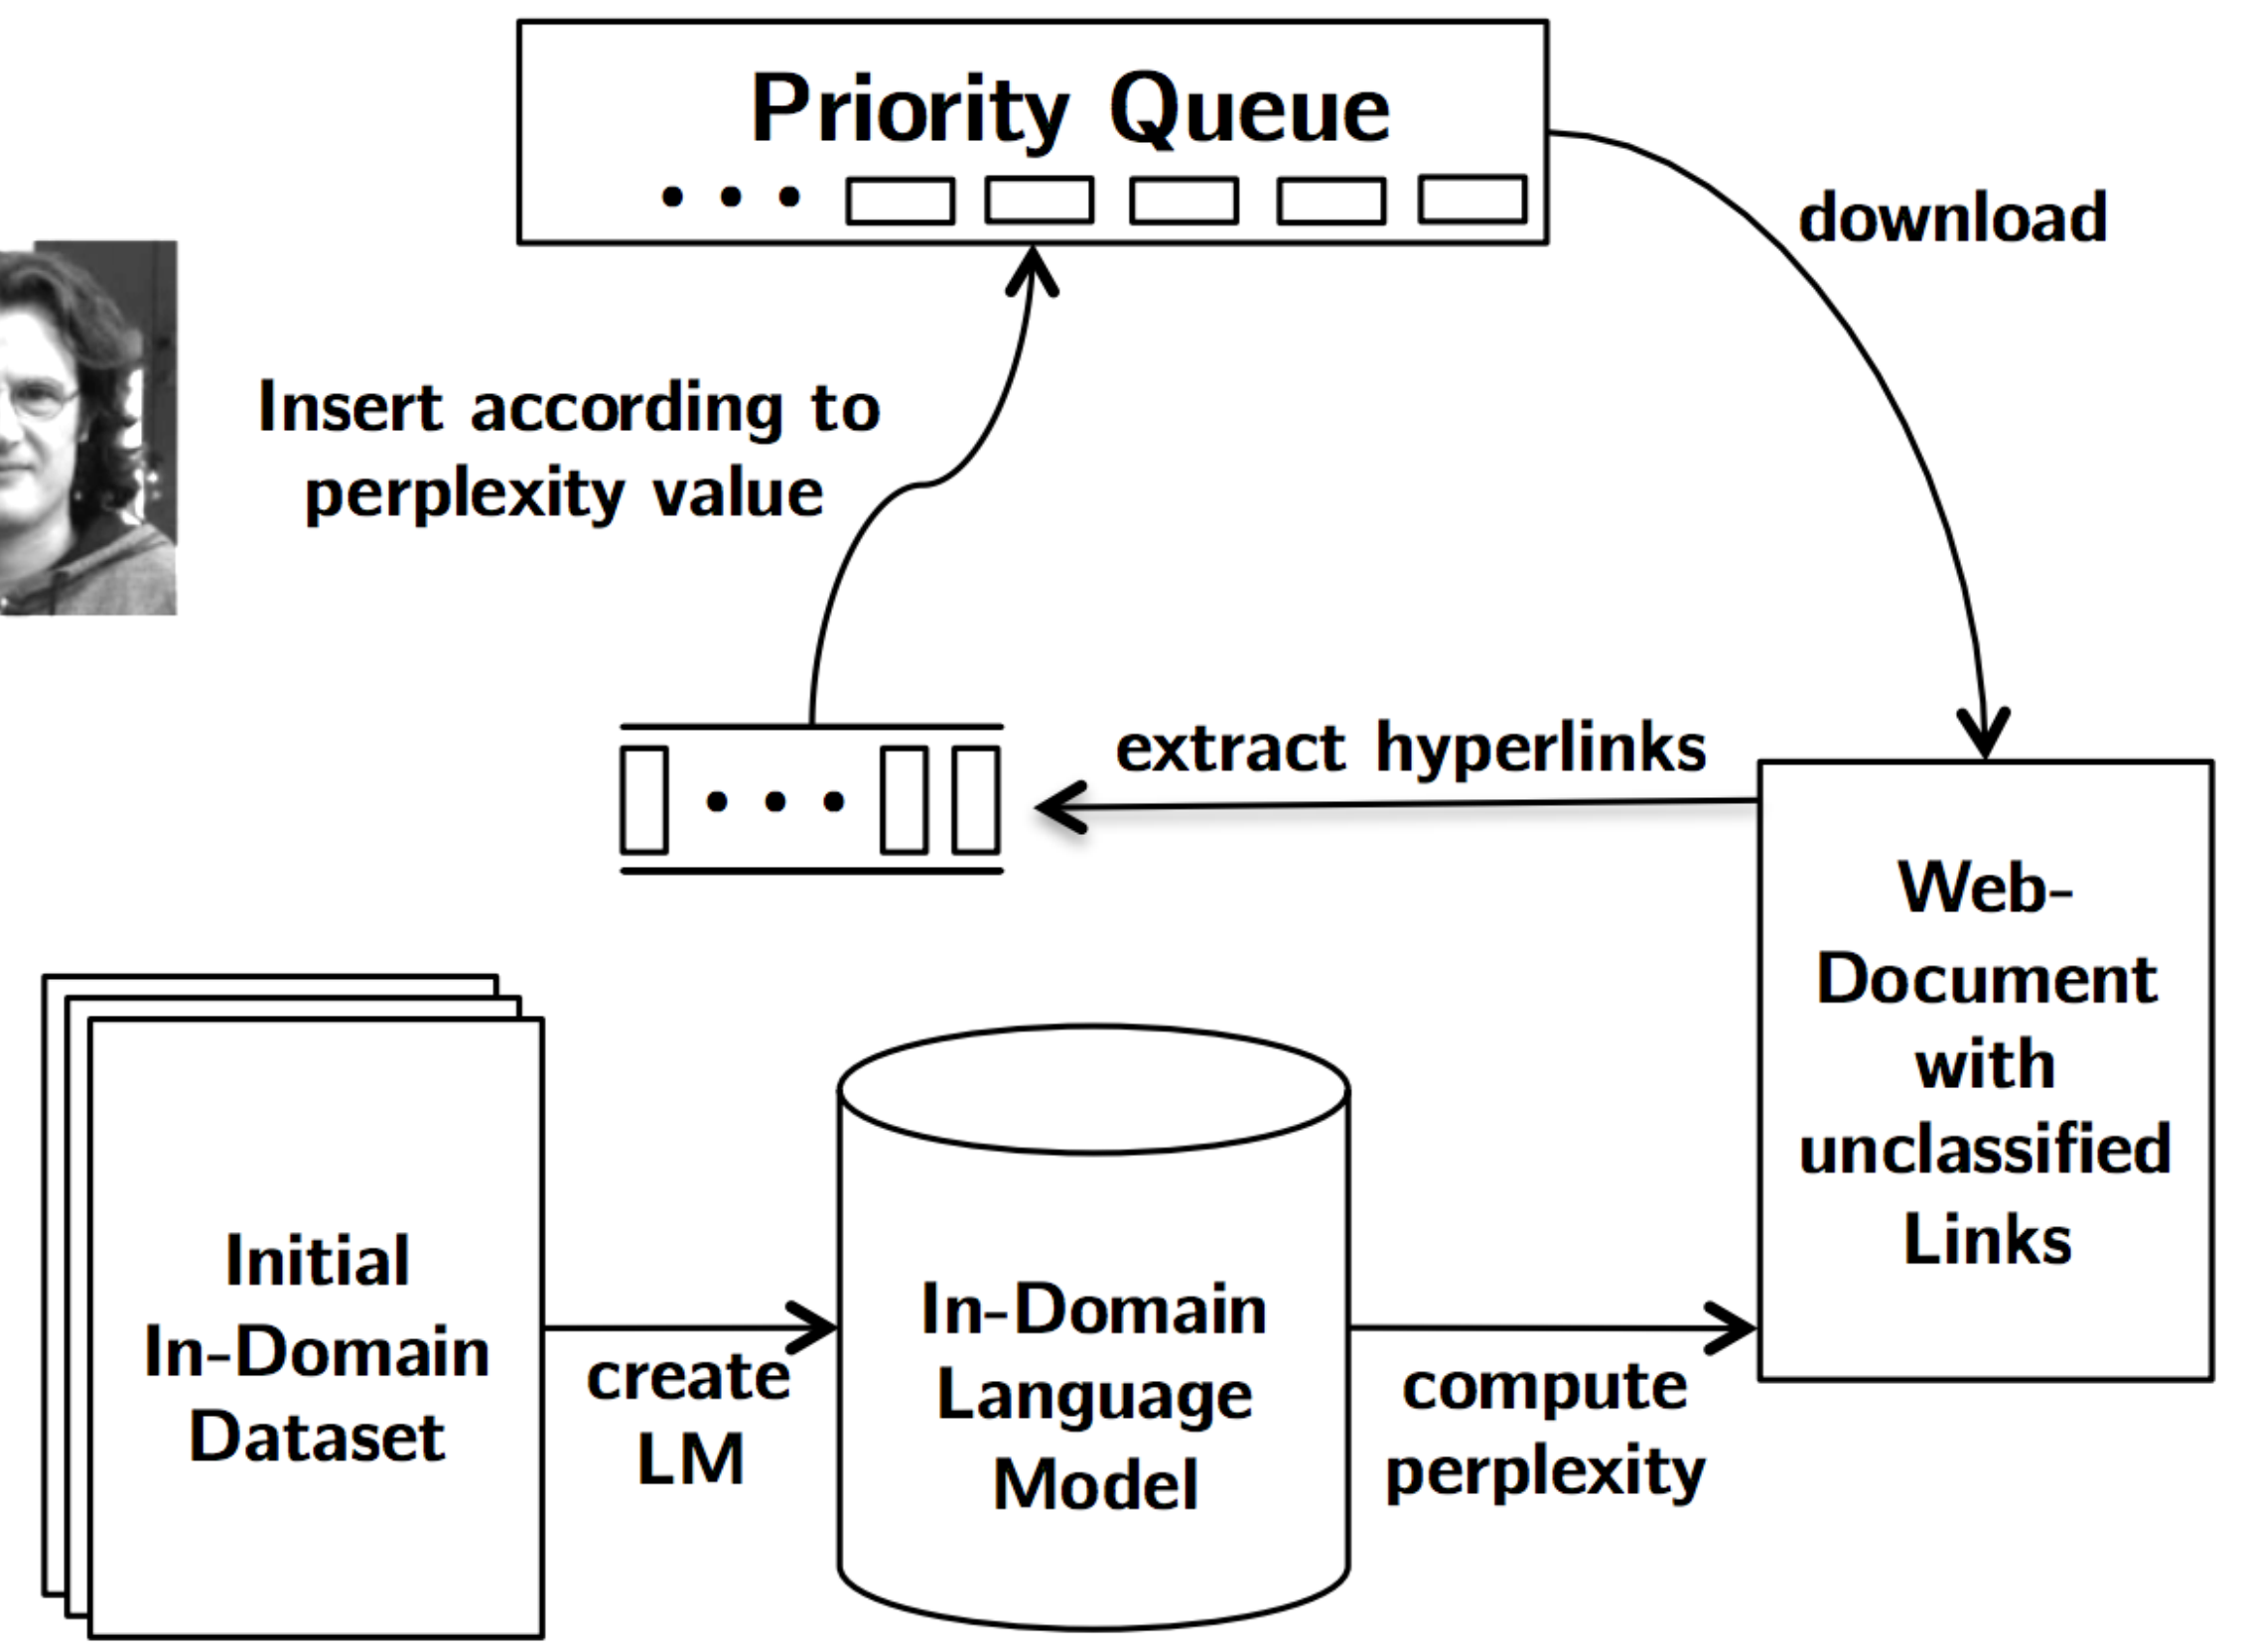 Priority Queue
download
Insert according to
perplexity value
extract hyperlinks
Web-
Document
with
unclassified
Links
Initial
In-Domain
Dataset
create
LM
In-Domain
Language
Model
compute
perplexity